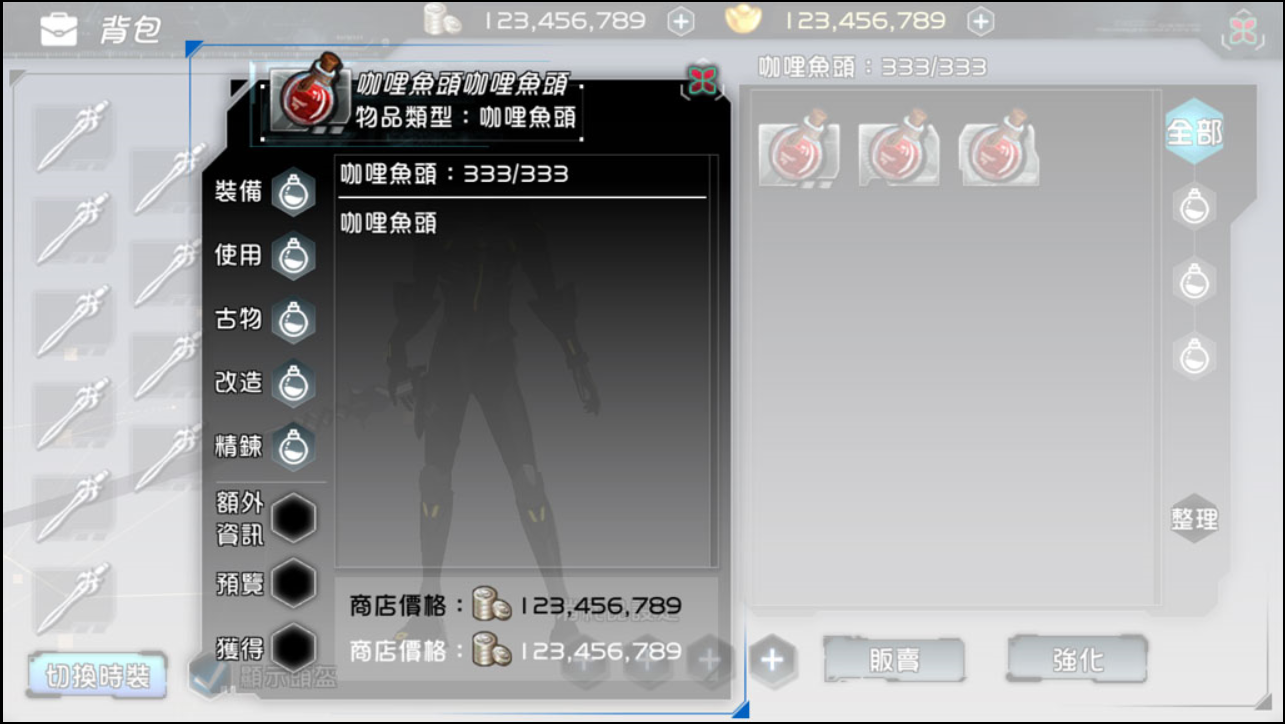 背包
123,456,789
123,456,789
咖哩魚頭咖哩魚頭
物品類型：咖哩魚頭
咖哩魚頭：333/333
咖哩魚頭
裝備
使用
古物
改造
精鍊
額外
資訊
預覽
獲得
商店價格：123,456,789
商店價格：123,456,789
切換時裝
顯示頭盔
咖哩魚頭：333/333
全部
整理
販賣
強化